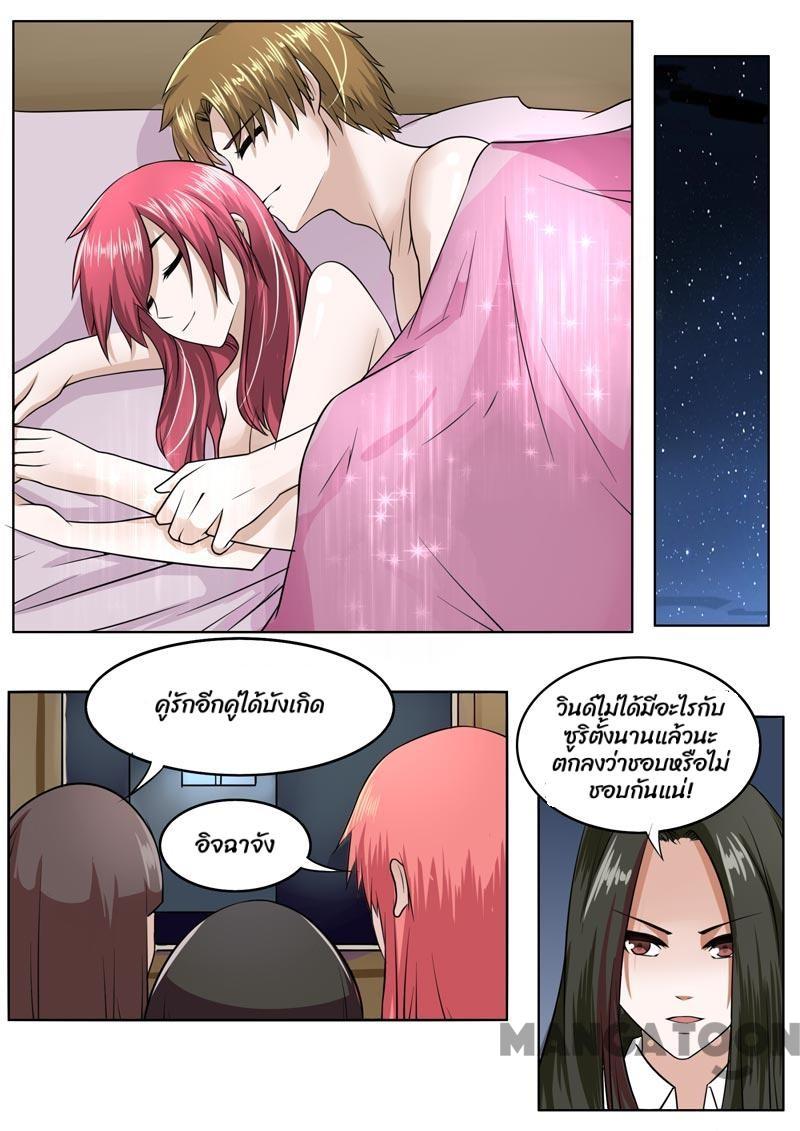 คู่รักอีกคู่ได้บังเกิด
อิจฉาจัง
วินด์ไม่ได้มีอะไรกับ
ซูริตั้งนานแล้วนะ
ตกลงว่าชอบหรือไม่
ชอบกันแน่!
MANGATOON